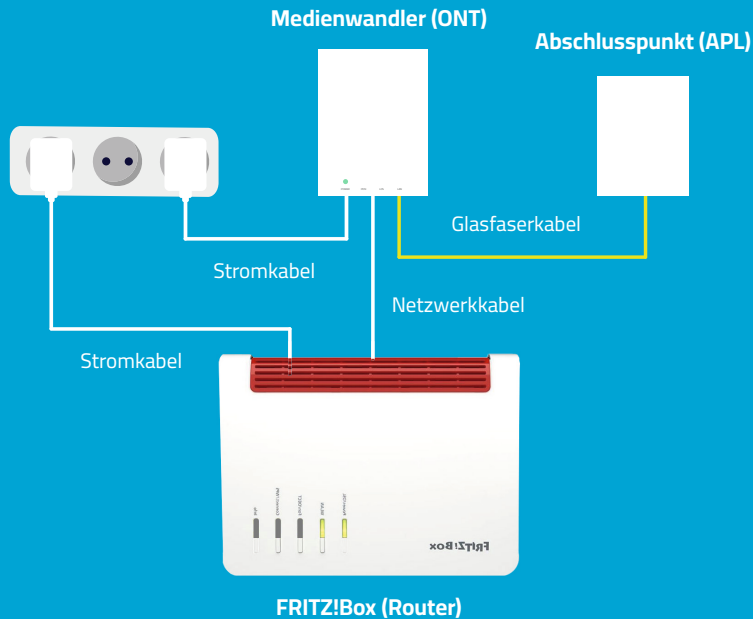 Medienwandler (ONT)
Abschlusspunkt (APL)
Glasfaserkabel
Stromkabel
Netzwerkkabel
Stromkabel
FRITZ!Box
FRITZ!Box (Router)